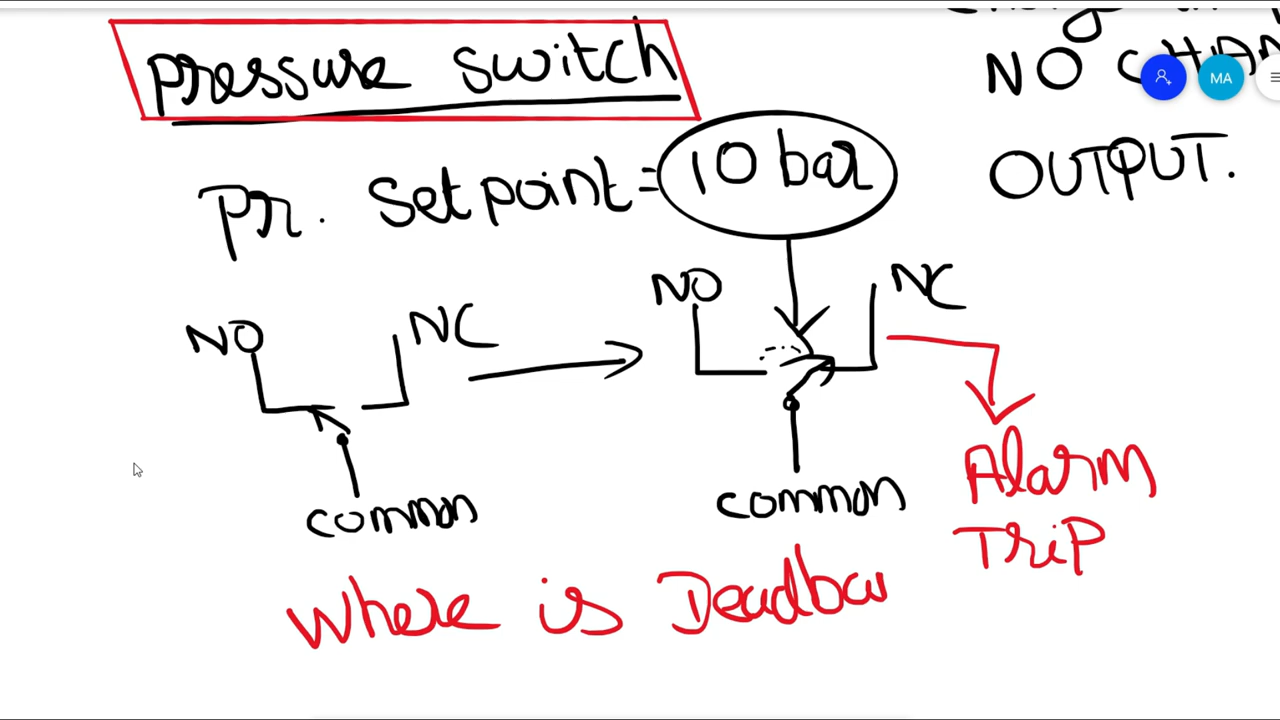 Pressure switch
NO
OUTPUT.
MA
Pr. Setpoint = 10 bar
NO NC
NO NC
common
common
Alarm
TriP
Where is Deadba